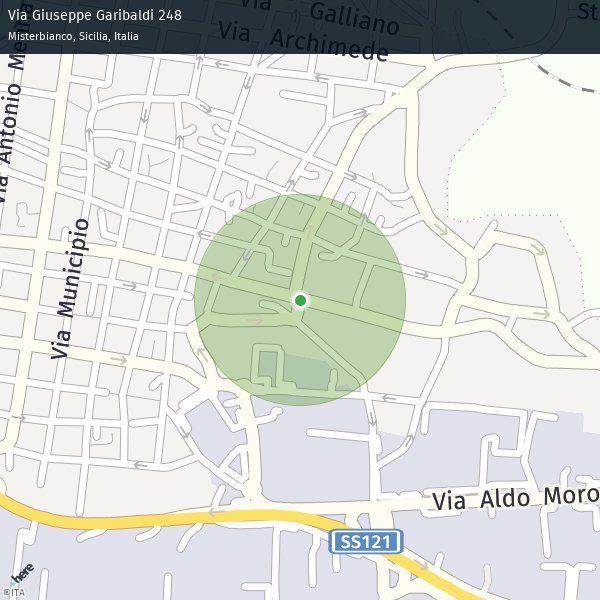 Via Giuseppe Garibaldi 248
Misterbianco, Sicilia, Italia
Via Galliano
Via Archimede
St
Via Antonio Me
Via Municipio
Via Aldo Moro
SS121
here
©ITA